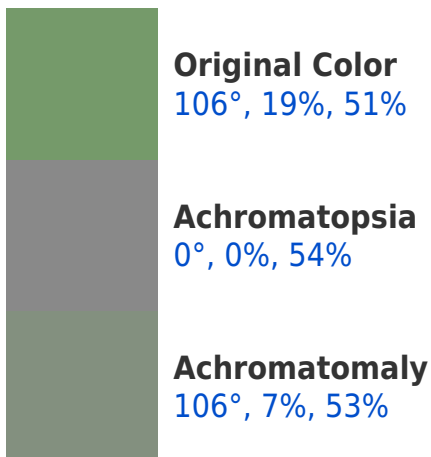 Original Color
106°, 19%, 51%
Achromatopsia
0°, 0%, 54%
Achromatomaly
106°, 7%, 53%